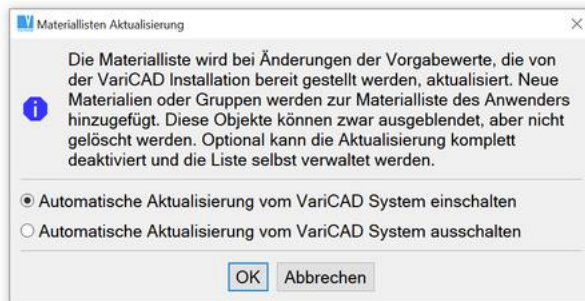 Materiallisten Aktualisierung
Die Materialliste wird bei Änderungen der Vorgabewerte, die von
der VariCAD Installation bereit gestellt werden, aktualisiert. Neue
Materialien oder Gruppen werden zur Materialliste des Anwenders
hinzugefügt. Diese Objekte können zwar ausgeblendet, aber nicht
gelöscht werden. Optional kann die Aktualisierung komplett
deaktiviert und die Liste selbst verwaltet werden.
Automatische Aktualisierung vom VariCAD System einschalten
Automatische Aktualisierung vom VariCAD System ausschalten
OK Abbrechen